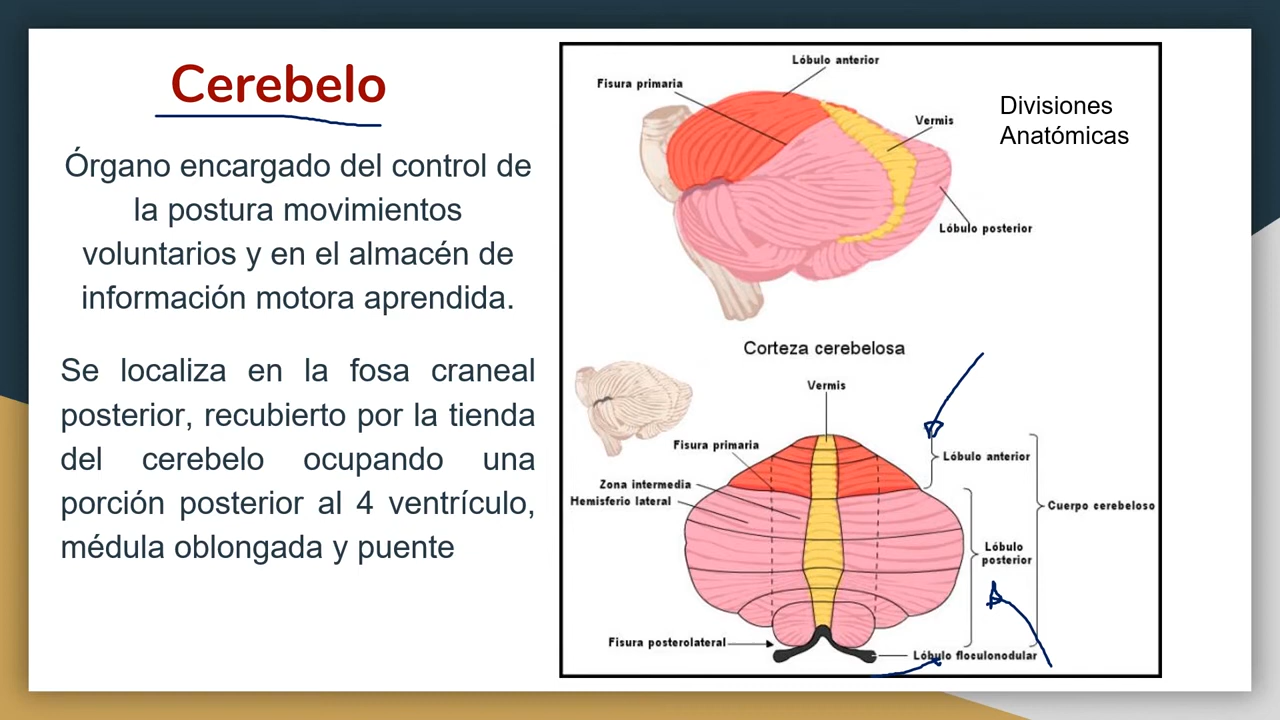 Cerebelo
Órgano encargado del control de
la postura movimientos
voluntarios y en el almacén de
información motora aprendida.
Se localiza en la fosa craneal
posterior, recubierto por la tienda
del cerebelo ocupando una
porción posterior al 4 ventrículo,
médula oblongada y puente
Lóbulo anterior
Fisura primaria
Vermis
Divisiones
Anatómicas
Lóbulo posterior
Corteza cerebelosa
Vermis
Fisura primaria
Lóbulo anterior
Zona intermedia
Hemisferio lateral
Cuerpo cerebeloso
Lóbulo
posterior
Fisura posterolateral
Lóbulo floculonodular